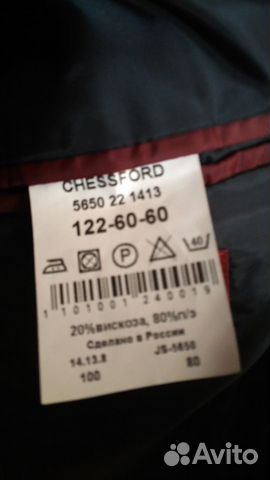 CHESSFORD
5650 22 1413
122-60-60
P 40
1 101001 240019
20%вискоза, 80%п/э
Сделано в России
14.13.8 JS-5650
100 80
Avito